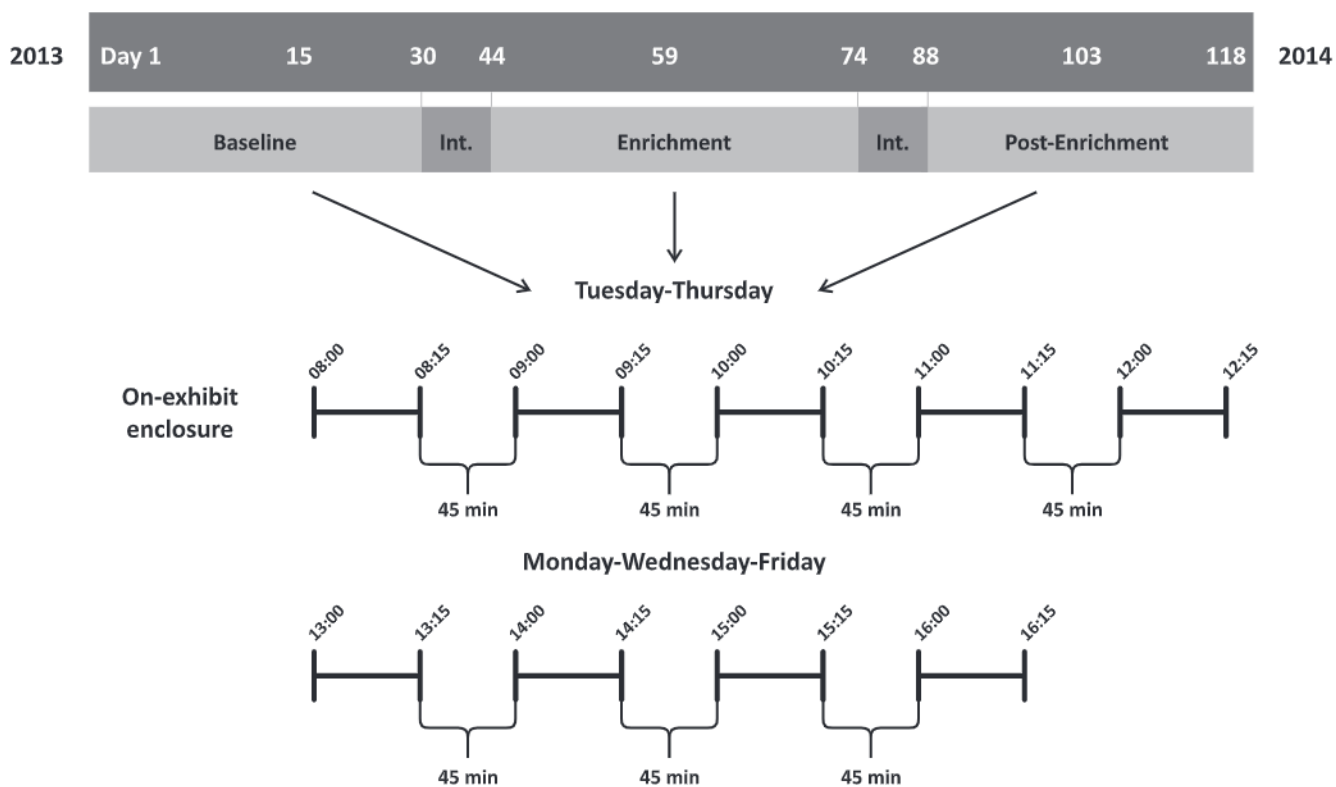 2013 Day 1 15 30 44 59 74 88 103 118 2014
Baseline Int. Enrichment Int. Post-Enrichment
Tuesday-Thursday
08:00 08:15 09:00 09:15 10:00 10:15 11:00 11:15 12:00 12:15
On-exhibit
enclosure
45 min 45 min 45 min 45 min
Monday-Wednesday-Friday
13:00 13:15 14:00 14:15 15:00 15:15 16:00 16:15
45 min 45 min 45 min